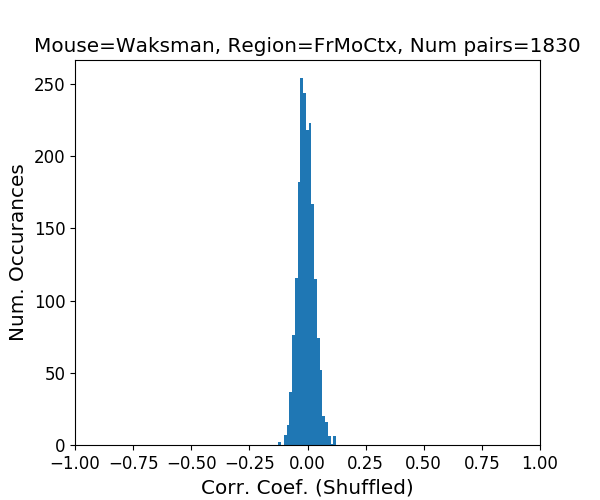 Mouse=Waksman, Region=FrMoCtx, Num pairs=1830
Num. Occurances
250
200
150
100
50
0
−1.00 −0.75 −0.50 −0.25 0.00 0.25 0.50 0.75 1.00
Corr. Coef. (Shuffled)